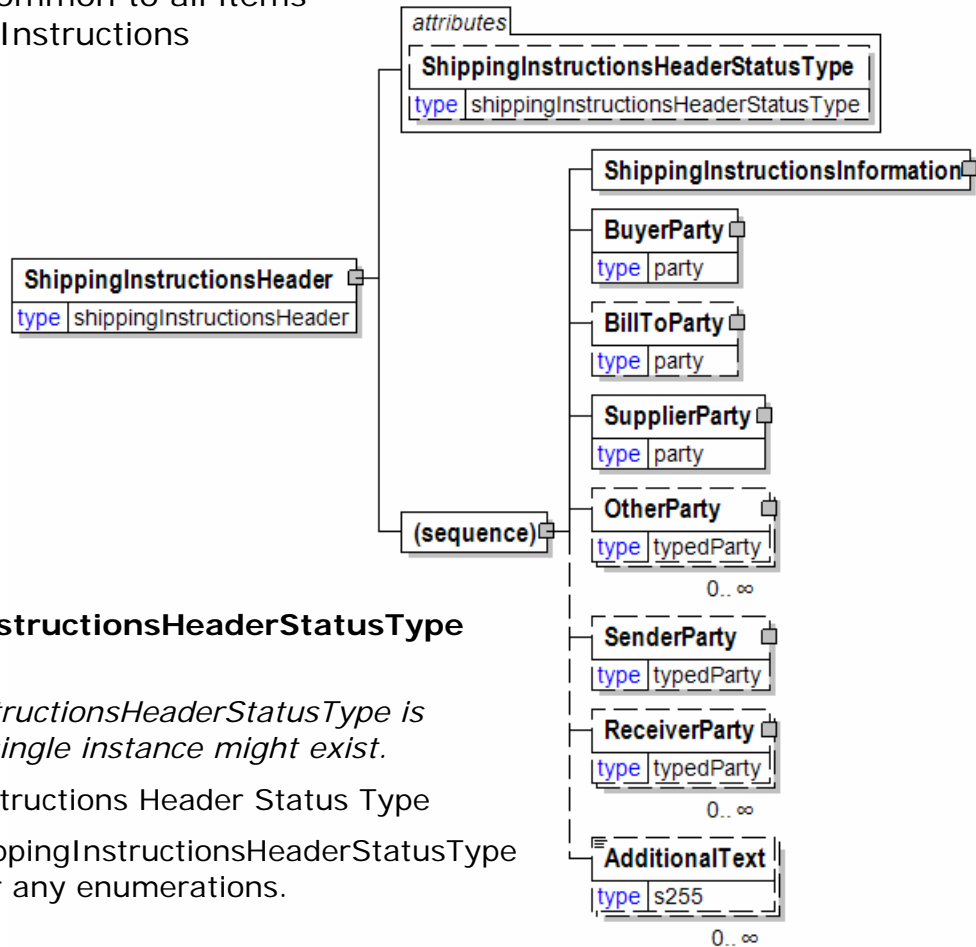 ommon to all items
Instructions
attributes
ShippingInstructionsHeaderStatusType
type shippingInstructionsHeaderStatusType
ShippingInstructionsHeader
type shippingInstructionsHeader
(sequence)
ShippingInstructionsInformation
BuyerParty
type party
BillToParty
type party
SupplierParty
type party
OtherParty
type typedParty
0.. ∞
SenderParty
type typedParty
ReceiverParty
type typedParty
0.. ∞
AdditionalText
type s255
0.. ∞
structionsHeaderStatusType
tructionsHeaderStatusType is
ingle instance might exist.
structions Header Status Type
ppingInstructionsHeaderStatusType
r any enumerations.